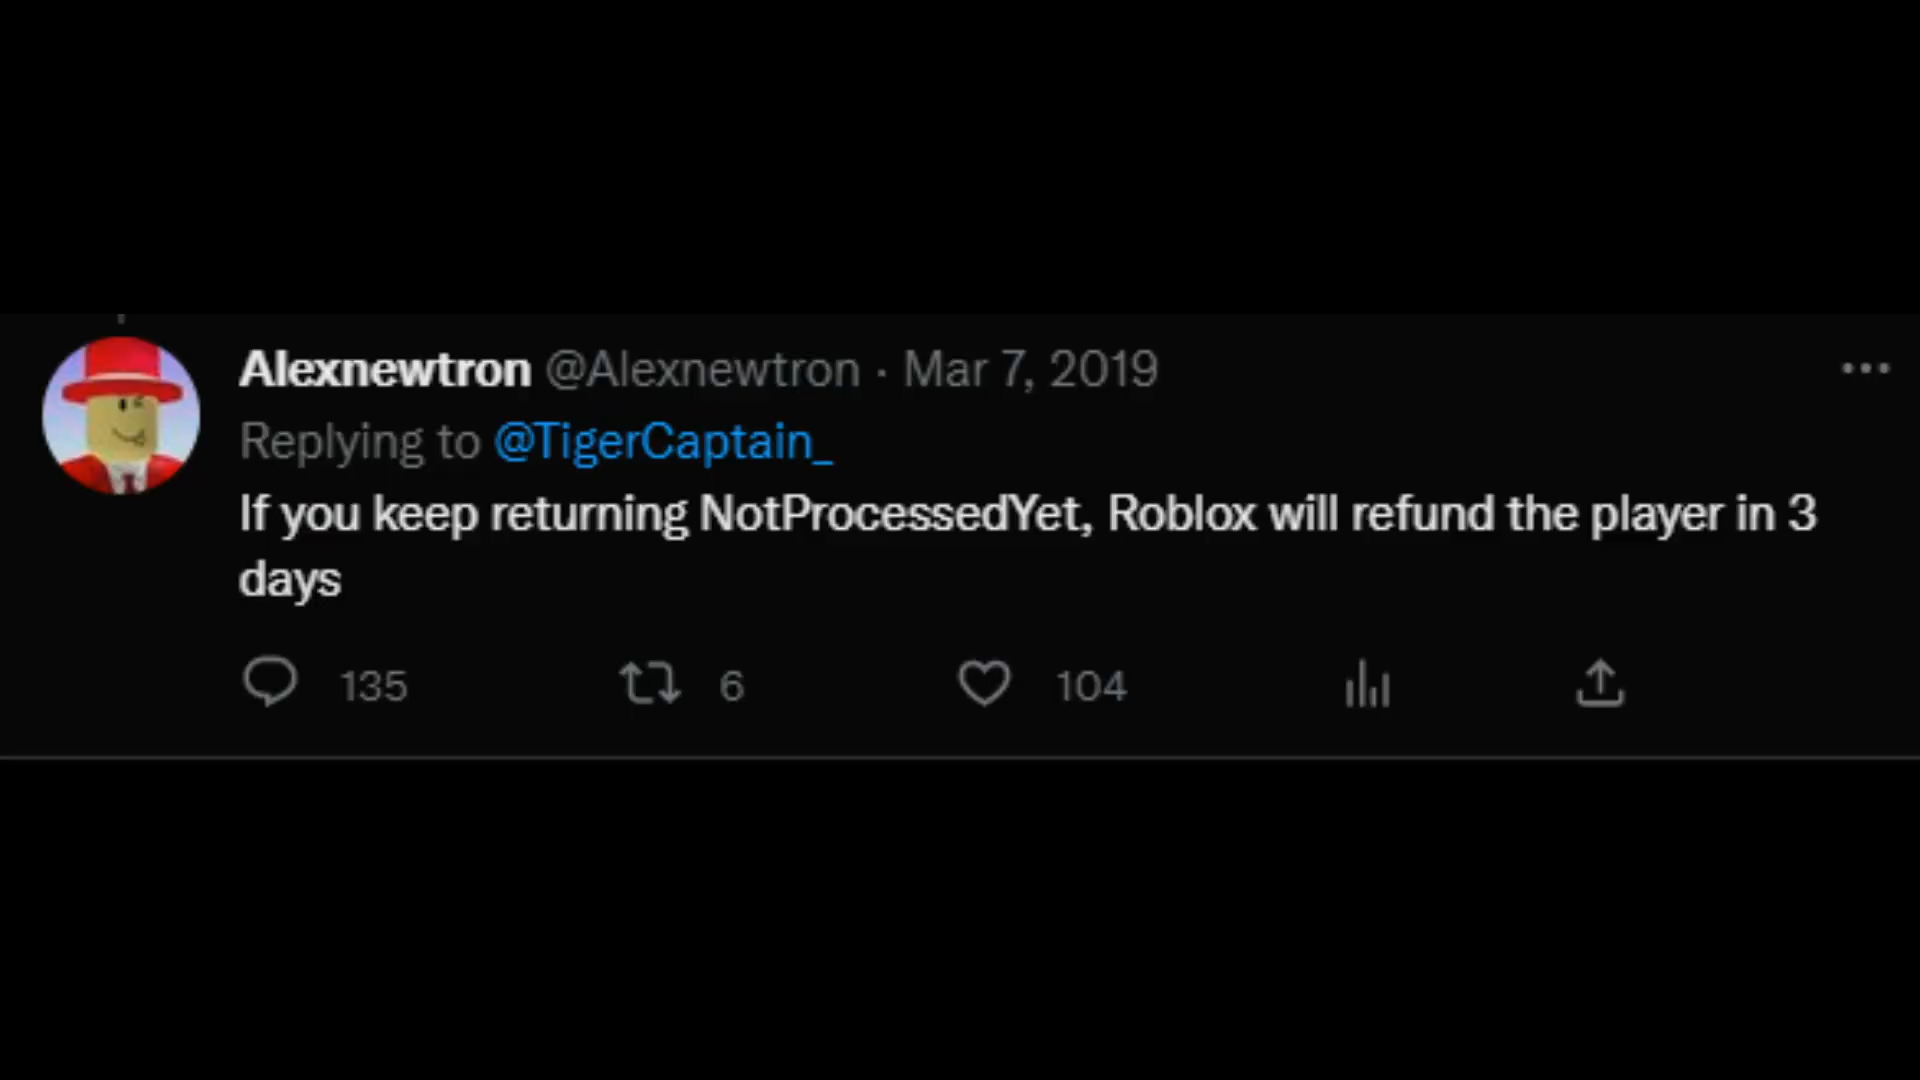 Alexnewtron @Alexnewtron · Mar 7, 2019
Replying to @TigerCaptain_
If you keep returning NotProcessedYet, Roblox will refund the player in 3
days
135 6 104